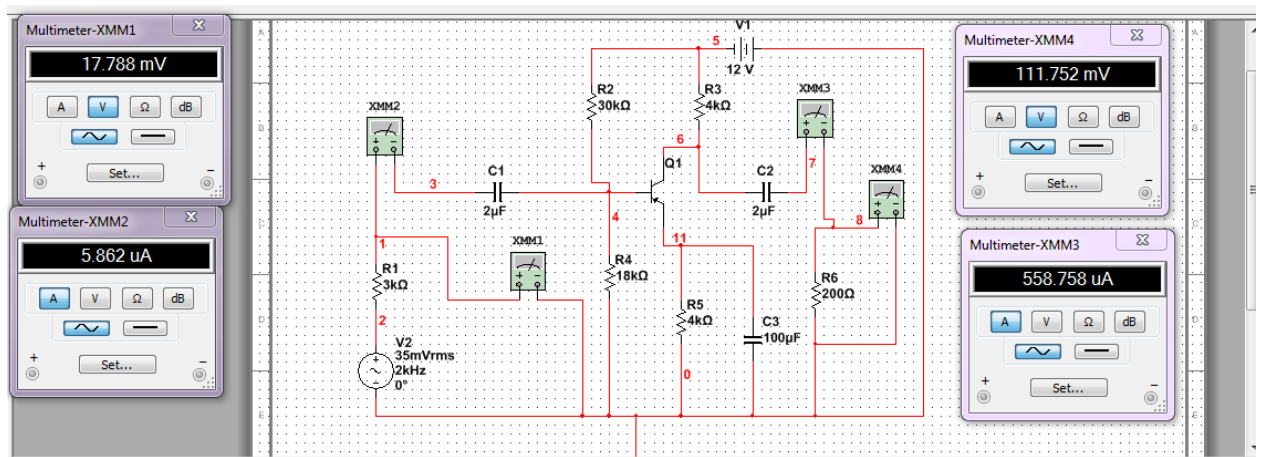 Multimeter-XMM1
17.788 mV
A V Ω dB
+ Set... −
Multimeter-XMM2
5.862 uA
A V Ω dB
+ Set... −
A
B
C
D
E
V1
5
12 V
R2
30kΩ
R3
4kΩ
XMM2
+ −
XMM3
+ −
6
Q1
7
C1
3
2µF
C2
2µF
XMM4
+ −
4
8
1
XMM1
+ −
11
R1
3kΩ
R4
18kΩ
R6
200Ω
2
R5
4kΩ
C3
100µF
V2
35mVrms
2kHz
0°
0
A
B
C
D
E
Multimeter-XMM4
111.752 mV
A V Ω dB
+ Set... −
Multimeter-XMM3
558.758 uA
A V Ω dB
+ Set... −